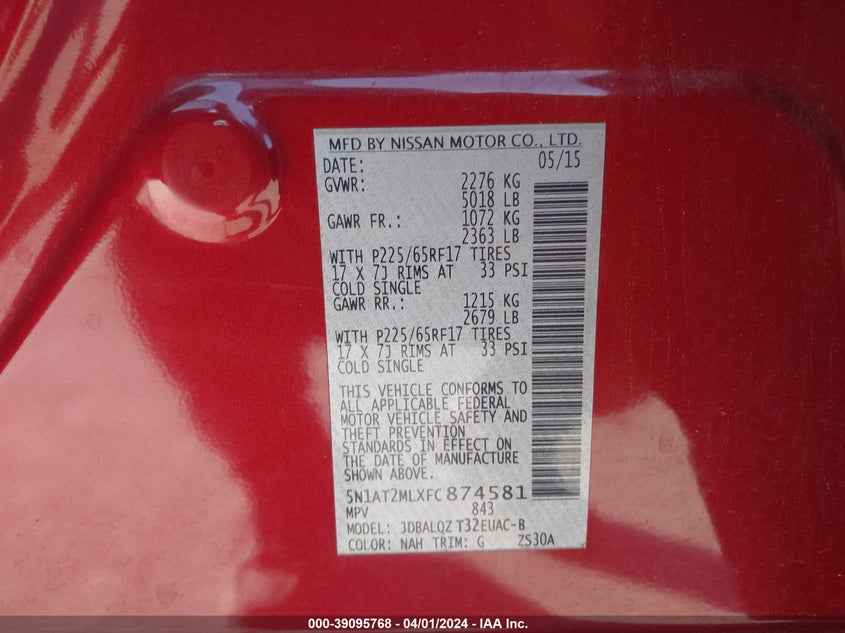 MFD BY NISSAN MOTOR CO., LTD.
DATE: 05/15
GVWR: 2276 KG
5018 LB
GAWR FR.: 1072 KG
2363 LB
WITH P225/65RF17 TIRES
17 X 7J RIMS AT 33 PSI
COLD SINGLE
GAWR RR.: 1215 KG
2679 LB
WITH P225/65RF17 TIRES
17 X 7J RIMS AT 33 PSI
COLD SINGLE
THIS VEHICLE CONFORMS TO
ALL APPLICABLE FEDERAL
MOTOR VEHICLE SAFETY AND
THEFT PREVENTION
STANDARDS IN EFFECT ON
THE DATE OF MANUFACTURE
SHOWN ABOVE.
5N1AT2MLXFC874581
MPV 843
MODEL: JDBALQZ T32EUAC-B
COLOR: NAH TRIM: G ZS30A
000-39095768 - 04/01/2024 - IAA Inc.